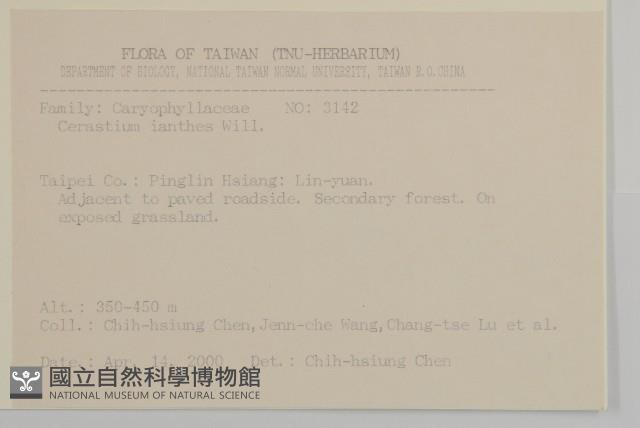 FLORA OF TAIWAN (TNU-HERBARIUM)
DEPARTMENT OF BIOLOGY, NATIONAL TAIWAN NORMAL UNIVERSITY, TAIWAN R.O.CHINA
Family: Caryophyllaceae NO: 3142
Cerastium ianthes Will.
Taipei Co.: Pinglin Hsiang: Lin-yuan.
Adjacent to paved roadside. Secondary forest. On
exposed grassland.
Alt.: 350-450 m
Coll.: Chih-hsiung Chen,Jenn-che Wang,Chang-tse Lu et al.
Date.: Apr. 14. 2000 Det.: Chih-hsiung Chen
國立自然科學博物館
NATIONAL MUSEUM OF NATURAL SCIENCE